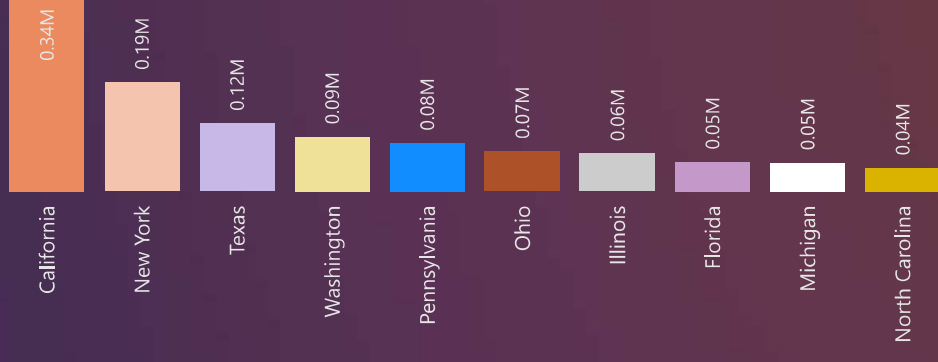 0.34M
0.19M
0.12M
0.09M
0.08M
0.07M
0.06M
0.05M
0.05M
0.04M
California
New York
Texas
Washington
Pennsylvania
Ohio
Illinois
Florida
Michigan
North Carolina